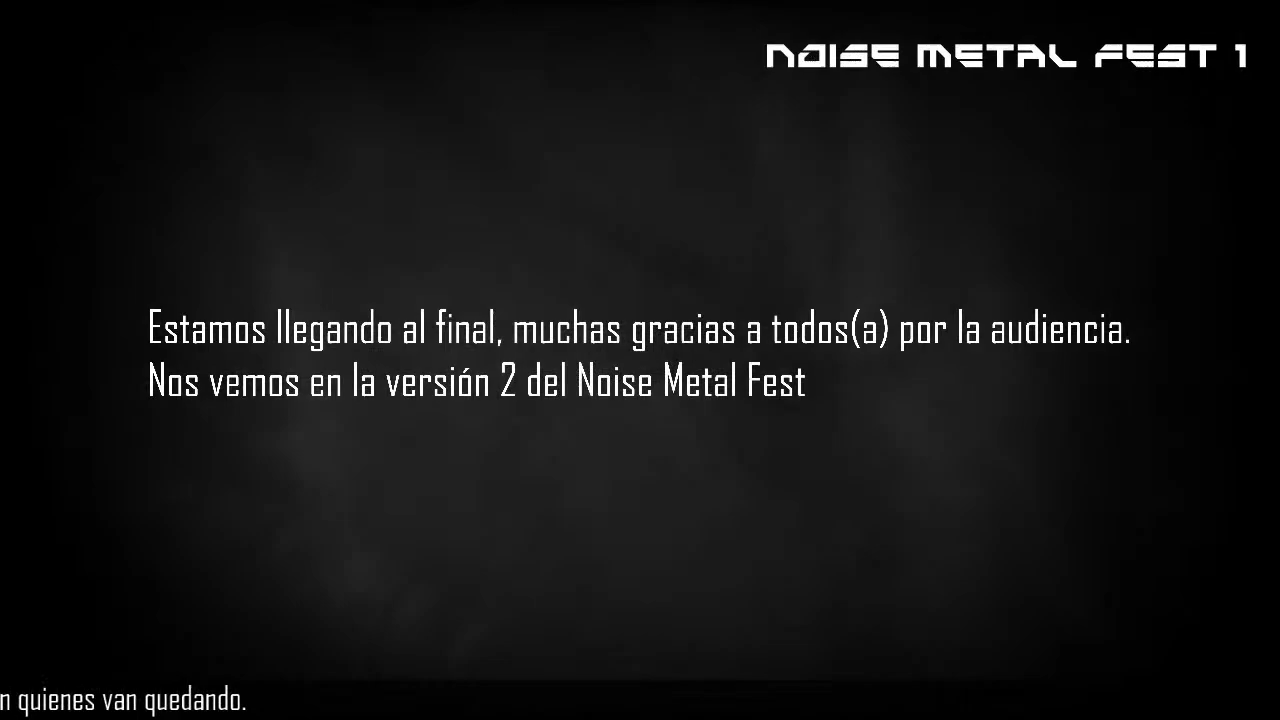 NOISE METAL FEST 1
Estamos llegando al final, muchas gracias a todos(a) por la audiencia.
Nos vemos en la versión 2 del Noise Metal Fest
n quienes van quedando.